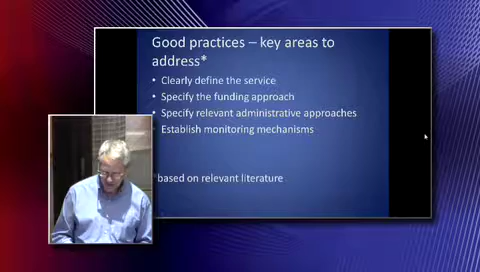 Good practices – key areas to
address*
• Clearly define the service
• Specify the funding approach
• Specify relevant administrative approaches
• Establish monitoring mechanisms
*based on relevant literature